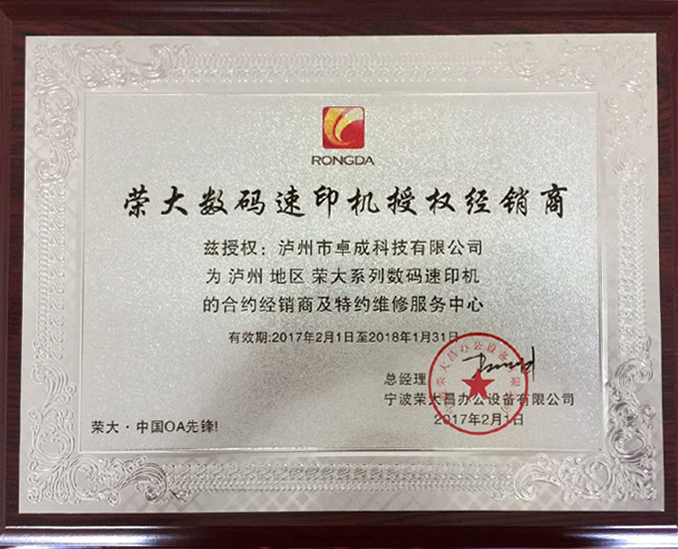 RONGDA
荣大数码速印机授权经销商
兹授权：泸州市卓成科技有限公司
为 泸州 地区 荣大系列数码速印机
的合约经销商及特约维修服务中心
有效期:2017年2月1日至2018年1月31日
总经理
宁波荣大昌办公设备有限公司
2017年2月1日
荣大·中国OA先锋!